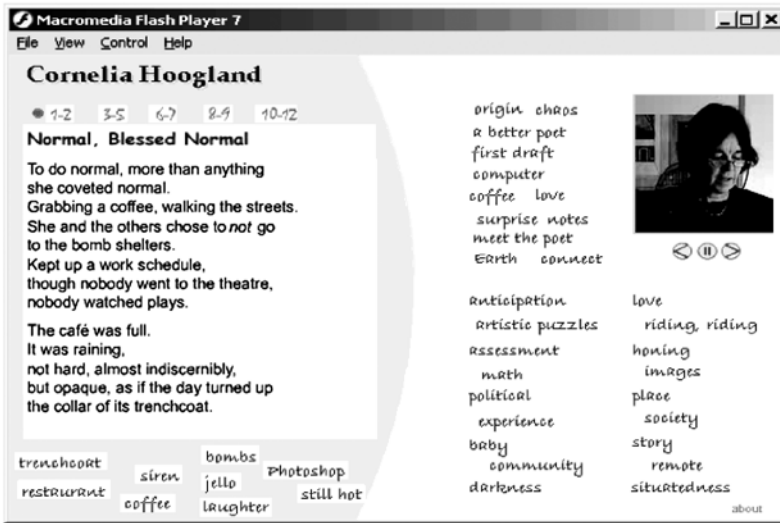 Macromedia Flash Player 7
File View Control Help
Cornelia Hoogland
1-2 3-5 6-7 8-9 10-12
Normal, Blessed Normal
To do normal, more than anything
she coveted normal.
Grabbing a coffee, walking the streets.
She and the others chose to not go
to the bomb shelters.
Kept up a work schedule,
though nobody went to the theatre,
nobody watched plays.
The café was full.
It was raining,
not hard, almost indiscernibly,
but opaque, as if the day turned up
the collar of its trenchcoat.
trenchcoat
siren
bombs
Photoshop
restaurant
coffee
jello
laughter
still hot
origin chaos
a better poet
first draft
computer
coffee love
surprise notes
meet the poet
Earth connect
anticipation
artistic puzzles
assessment
math
political
experience
baby
community
darkness
love
riding, riding
honing
images
place
society
story
remote
situatedness
about